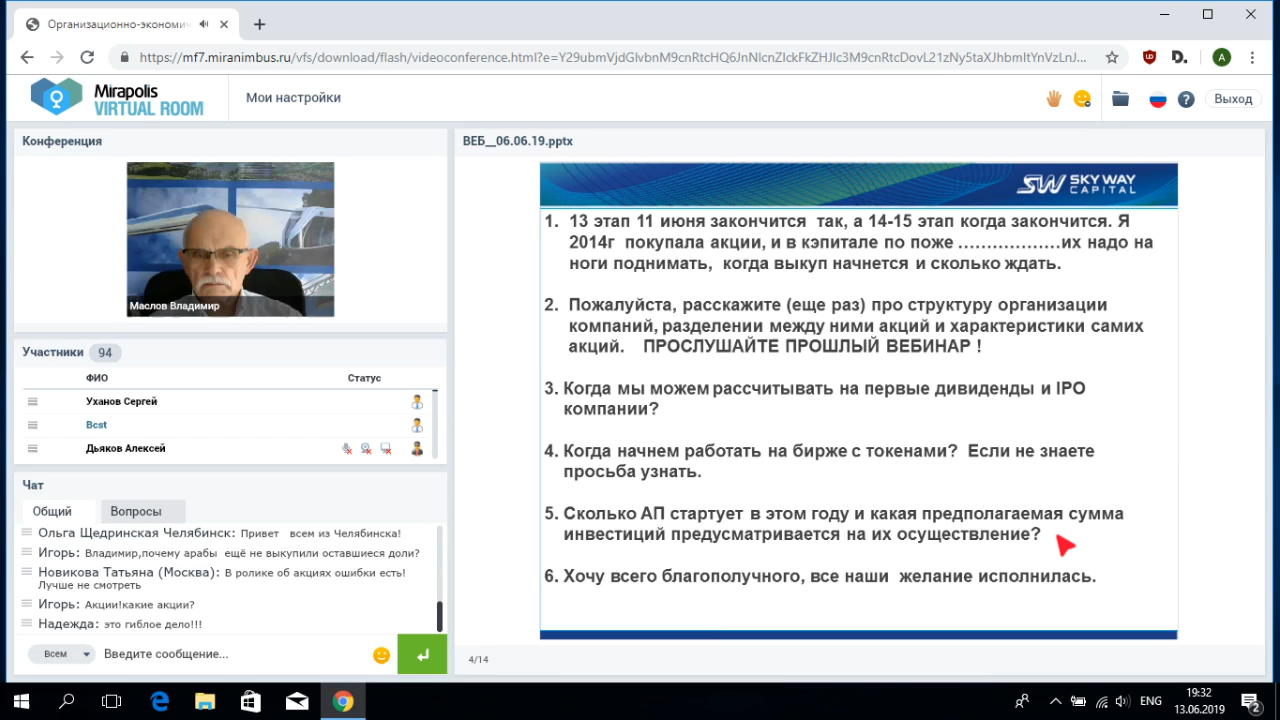 Организационно-экономич
https://mf7.miranimbus.ru/vfs/download/flash/videoconference.html?e=Y29ubmVjdGlvbnM9cnRtcHQ6JnNlcnZlckFkZHJlc3M9cnRtcDovL21zNy5taXJhbmltYnVzLnJ...
D.
A
Mirapolis
VIRTUAL ROOM
Мои настройки
Выход
Конференция
ВЕБ__06.06.19.pptx
Маслов Владимир
SW SKY WAY
CAPITAL
1. 13 этап 11 июня закончится так, а 14-15 этап когда закончится. Я
2014г покупала акции, и в кэпитале по поже ………………их надо на
ноги поднимать, когда выкуп начнется и сколько ждать.
2. Пожалуйста, расскажите (еще раз) про структуру организации
компаний, разделении между ними акций и характеристики самих
акций. ПРОСЛУШАЙТЕ ПРОШЛЫЙ ВЕБИНАР !
3. Когда мы можем рассчитывать на первые дивиденды и IPO
компании?
4. Когда начнем работать на бирже с токенами? Если не знаете
просьба узнать.
5. Сколько АП стартует в этом году и какая предполагаемая сумма
инвестиций предусматривается на их осуществление?
6. Хочу всего благополучного, все наши желание исполнилась.
4/14
Участники 94
ФИО Статус
Уханов Сергей
Bcst
Дьяков Алексей
Чат
Общий Вопросы
Ольга Щедринская Челябинск: Привет всем из Челябинска!
Игорь: Владимир,почему арабы ещё не выкупили оставшиеся доли?
Новикова Татьяна (Москва): В ролике об акциях ошибки есть!
Лучше не смотреть
Игорь: Акции!какие акции?
Надежда: это гиблое дело!!!
Всем Введите сообщение...
ENG
19:32
13.06.2019
2